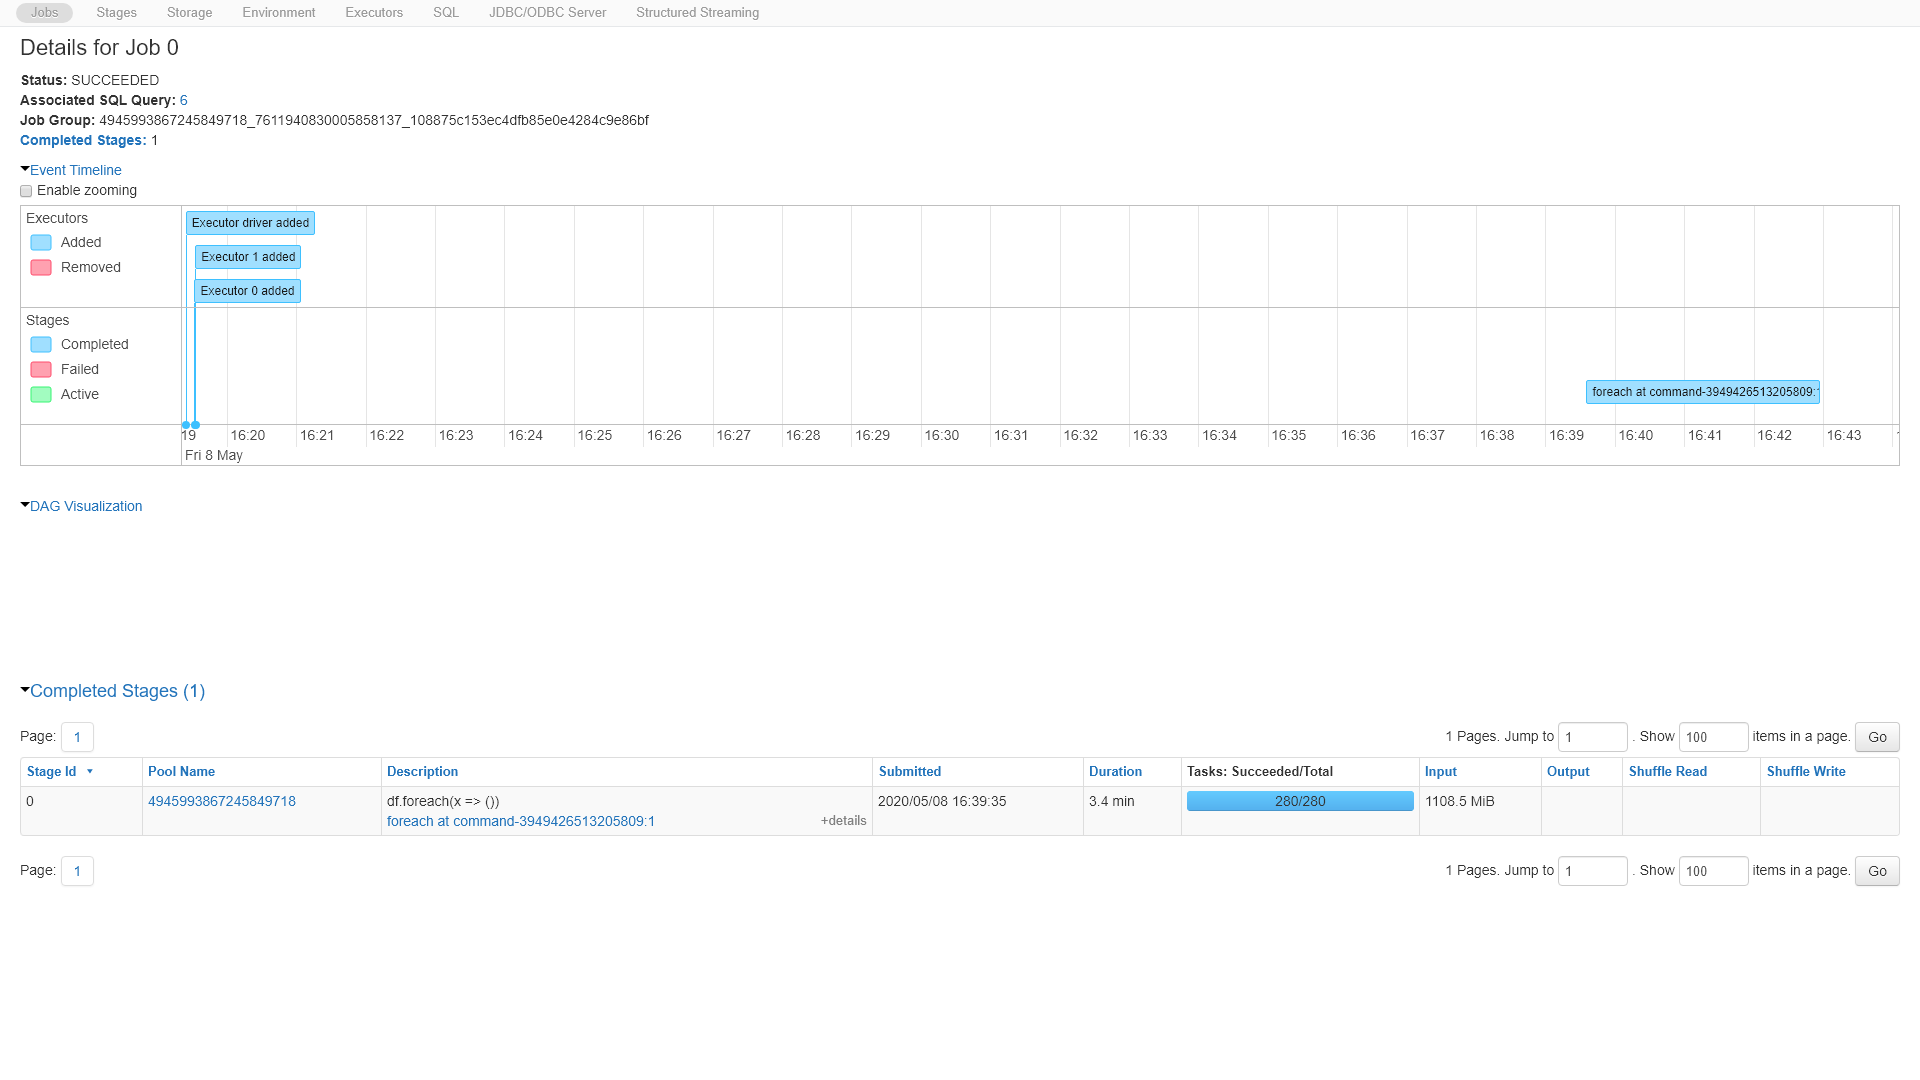 Jobs Stages Storage Environment Executors SQL JDBC/ODBC Server Structured Streaming
Details for Job 0
Status: SUCCEEDED
Associated SQL Query: 6
Job Group: 4945993867245849718_7611940830005858137_108875c153ec4dfb85e0e4284c9e86bf
Completed Stages: 1
Event Timeline
Enable zooming
Executors
Added
Removed
Executor driver added
Executor 1 added
Executor 0 added
Stages
Completed
Failed
Active
foreach at command-3949426513205809:
19 16:20 16:21 16:22 16:23 16:24 16:25 16:26 16:27 16:28 16:29 16:30 16:31 16:32 16:33 16:34 16:35 16:36 16:37 16:38 16:39 16:40 16:41 16:42 16:43
Fri 8 May
DAG Visualization
Completed Stages (1)
Page: 1 1 Pages. Jump to 1 . Show 100 items in a page. Go
Stage Id Pool Name Description Submitted Duration Tasks: Succeeded/Total Input Output Shuffle Read Shuffle Write
0 4945993867245849718 df.foreach(x => ()) 2020/05/08 16:39:35 3.4 min 280/280 1108.5 MiB
foreach at command-3949426513205809:1 +details
Page: 1 1 Pages. Jump to 1 . Show 100 items in a page. Go